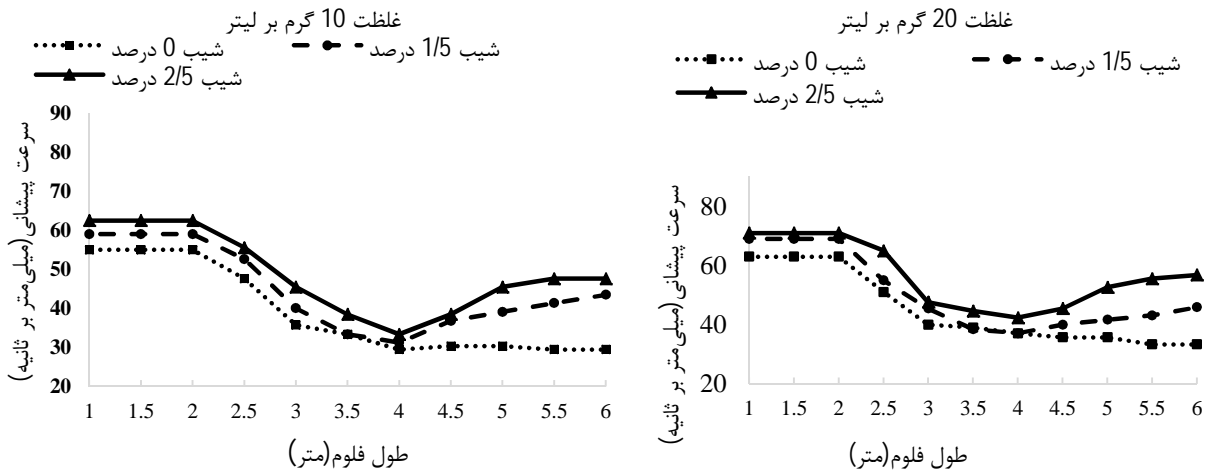 غلظت 10 گرم بر لیتر
شیب 0 درصد
شیب 1/5 درصد
شیب 2/5 درصد
سرعت پیشانی(میلی‌متر بر ثانیه)
90
80
70
60
50
40
30
20
1 1.5 2 2.5 3 3.5 4 4.5 5 5.5 6
طول فلوم(متر)
غلظت 20 گرم بر لیتر
شیب 0 درصد
شیب 1/5 درصد
شیب 2/5 درصد
سرعت پیشانی (میلی‌متر بر ثانیه)
80
60
40
20
1 1.5 2 2.5 3 3.5 4 4.5 5 5.5 6
طول فلوم(متر)